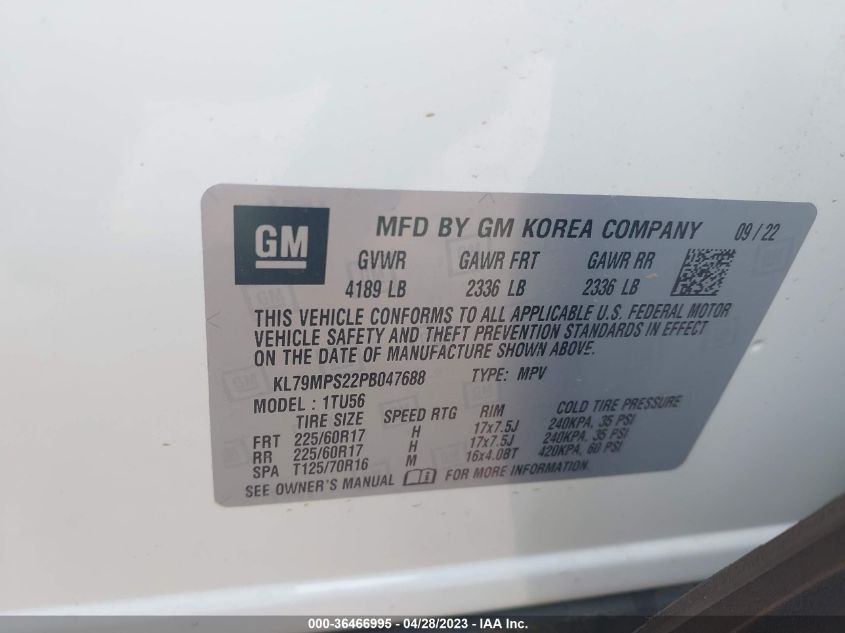 GM
MFD BY GM KOREA COMPANY 09 / 22
GVWR GAWR FRT GAWR RR
4189 LB 2336 LB 2336 LB
THIS VEHICLE CONFORMS TO ALL APPLICABLE U.S. FEDERAL MOTOR
VEHICLE SAFETY AND THEFT PREVENTION STANDARDS IN EFFECT
ON THE DATE OF MANUFACTURE SHOWN ABOVE.
KL79MPS22PB047688 TYPE: MPV
MODEL : 1TU56
TIRE SIZE SPEED RTG RIM COLD TIRE PRESSURE
FRT 225/60R17 H 17x7.5J 240KPA, 35 PSI
RR 225/60R17 H 17x7.5J 240KPA, 35 PSI
SPA T125/70R16 M 16x4.0BT 420KPA, 60 PSI
SEE OWNER'S MANUAL FOR MORE INFORMATION.
000-36466995 - 04/28/2023 - IAA Inc.